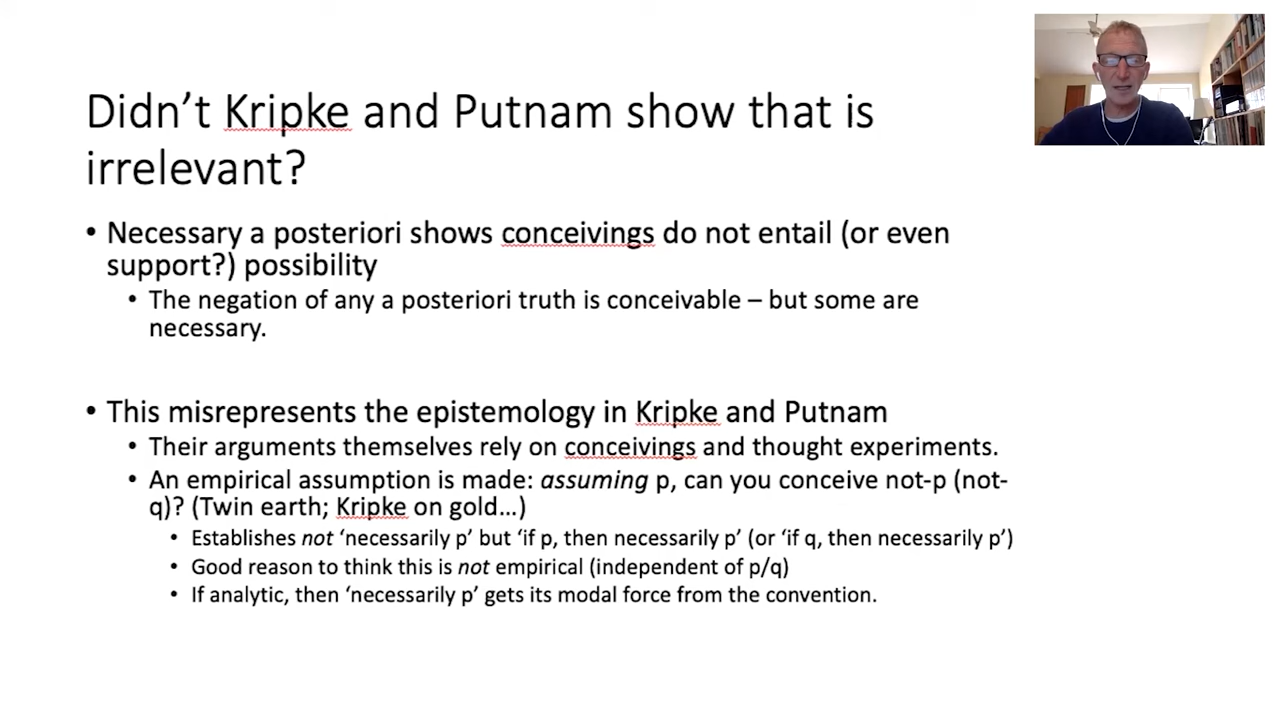 Didn’t Kripke and Putnam show that is
irrelevant?
• Necessary a posteriori shows conceivings do not entail (or even
support?) possibility
• The negation of any a posteriori truth is conceivable – but some are
necessary.
• This misrepresents the epistemology in Kripke and Putnam
• Their arguments themselves rely on conceivings and thought experiments.
• An empirical assumption is made: assuming p, can you conceive not-p (not-
q)? (Twin earth; Kripke on gold…)
• Establishes not ‘necessarily p’ but ‘if p, then necessarily p’ (or ‘if q, then necessarily p’)
• Good reason to think this is not empirical (independent of p/q)
• If analytic, then ‘necessarily p’ gets its modal force from the convention.